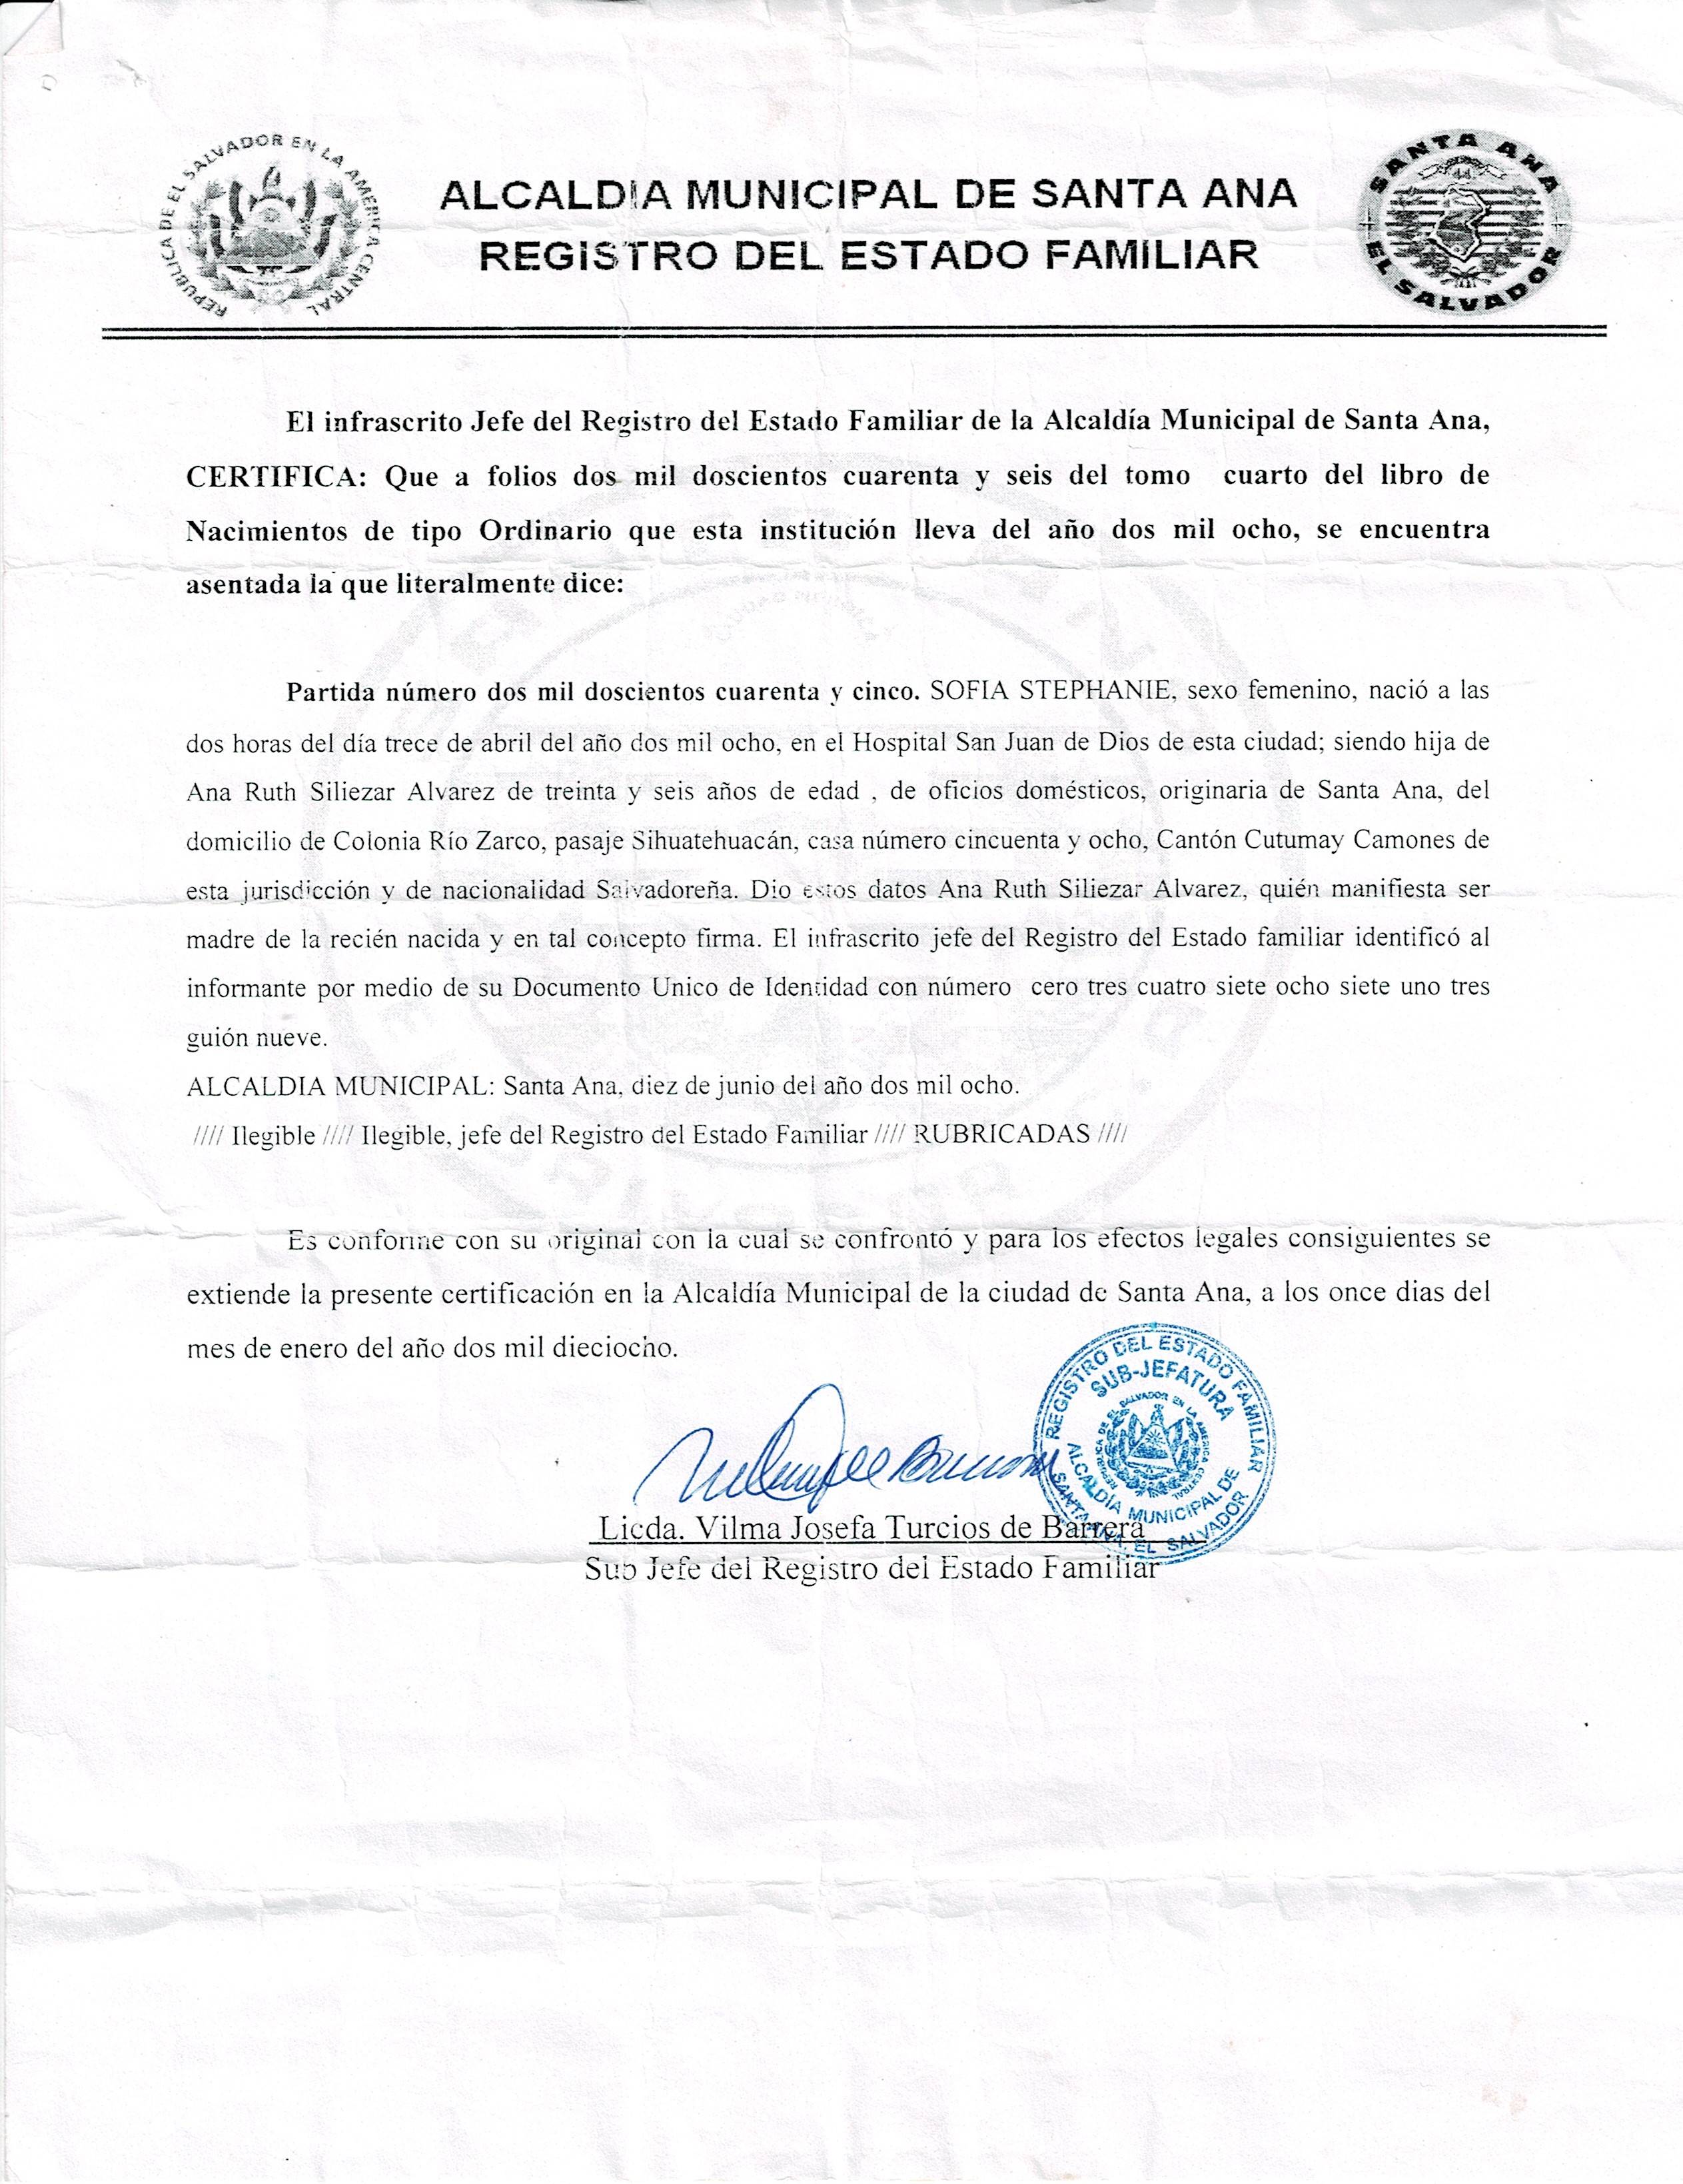 REPUBLICA DE EL SALVADOR EN LA AMERICA CENTRAL
ALCALDIA MUNICIPAL DE SANTA ANA
REGISTRO DEL ESTADO FAMILIAR
SANTA ANA
EL SALVADOR
El infrascrito Jefe del Registro del Estado Familiar de la Alcaldía Municipal de Santa Ana,
CERTIFICA: Que a folios dos mil doscientos cuarenta y seis del tomo cuarto del libro de
Nacimientos de tipo Ordinario que esta institución lleva del año dos mil ocho, se encuentra
asentada la que literalmente dice:
Partida número dos mil doscientos cuarenta y cinco. SOFIA STEPHANIE, sexo femenino, nació a las
dos horas del día trece de abril del año dos mil ocho, en el Hospital San Juan de Dios de esta ciudad; siendo hija de
Ana Ruth Siliezar Alvarez de treinta y seis años de edad , de oficios domésticos, originaria de Santa Ana, del
domicilio de Colonia Río Zarco, pasaje Sihuatehuacán, casa número cincuenta y ocho, Cantón Cutumay Camones de
esta jurisdicción y de nacionalidad Salvadoreña. Dio estos datos Ana Ruth Siliezar Alvarez, quién manifiesta ser
madre de la recién nacida y en tal concepto firma. El infrascrito jefe del Registro del Estado familiar identificó al
informante por medio de su Documento Unico de Identidad con número cero tres cuatro siete ocho siete uno tres
guión nueve.
ALCALDIA MUNICIPAL: Santa Ana, diez de junio del año dos mil ocho.
//// Ilegible //// Ilegible, jefe del Registro del Estado Familiar //// RUBRICADAS ////
Es conforme con su original con la cual se confrontó y para los efectos legales consiguientes se
extiende la presente certificación en la Alcaldía Municipal de la ciudad de Santa Ana, a los once dias del
mes de enero del año dos mil dieciocho.
REGISTRO DEL ESTADO FAMILIAR
SUB-JEFATURA
ALCALDÍA MUNICIPAL DE
SANTA ANA, EL SALVADOR
Licda. Vilma Josefa Turcios de Barrera
Sub Jefe del Registro del Estado Familiar